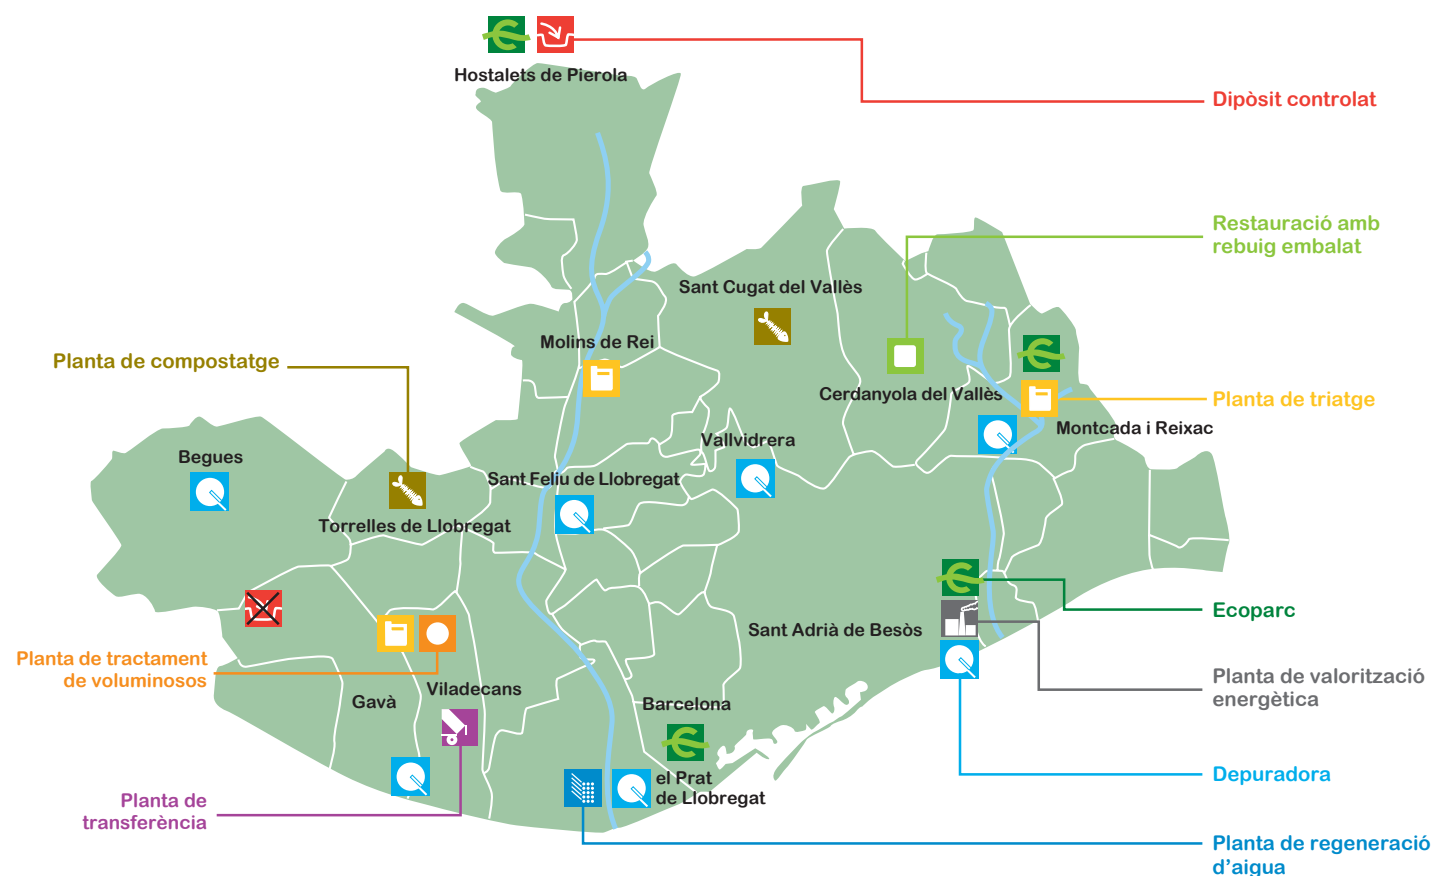 Hostalets de Pierola
Dipòsit controlat
Restauració amb
rebuig embalat
Sant Cugat del Vallès
Molins de Rei
Planta de compostatge
Cerdanyola del Vallès
Planta de triatge
Montcada i Reixac
Vallvidrera
Begues
Sant Feliu de Llobregat
Torrelles de Llobregat
Ecoparc
Sant Adrià de Besòs
Planta de tractament
de voluminosos
Planta de valorització
energètica
Viladecans
Gavà
Barcelona
el Prat
de Llobregat
Depuradora
Planta de
transferència
Planta de regeneració
d'aigua